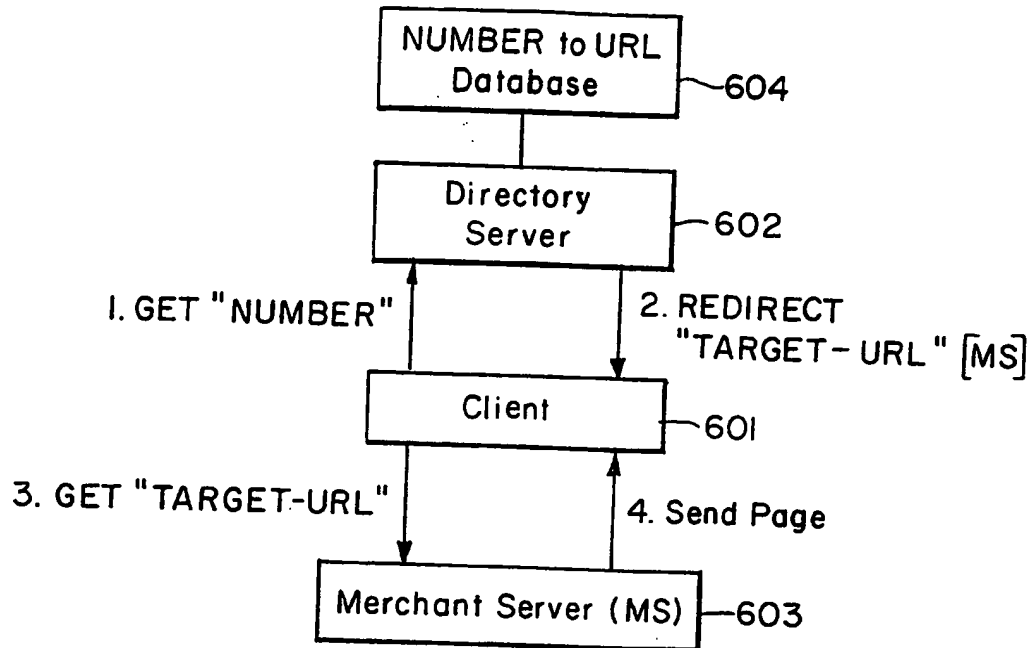 NUMBER to URL
Database
604
Directory
Server
602
1. GET "NUMBER"
2. REDIRECT
"TARGET-URL" [MS]
Client
601
3. GET "TARGET-URL"
4. Send Page
Merchant Server (MS)
603